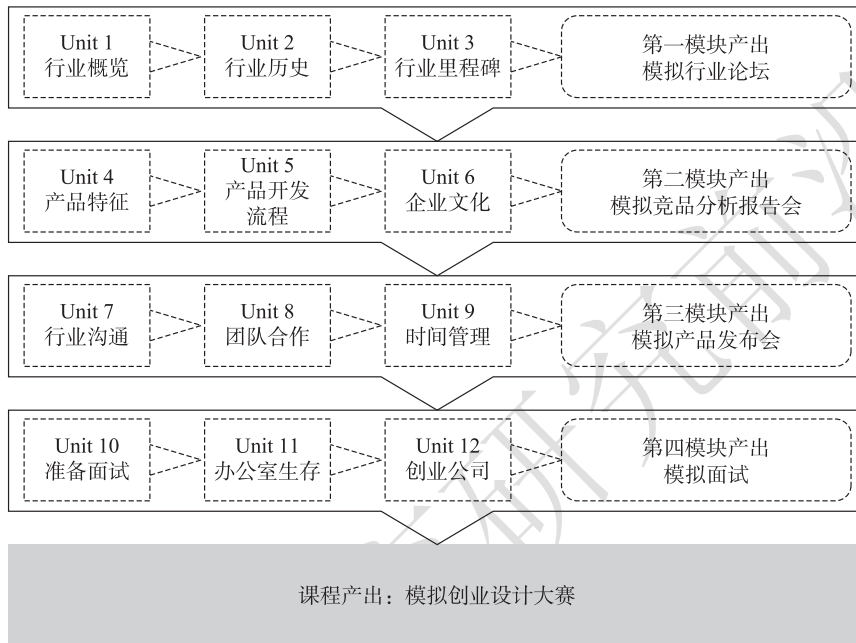 Unit 1
行业概览
Unit 2
行业历史
Unit 3
行业里程碑
第一模块产出
模拟行业论坛
Unit 4
产品特征
Unit 5
产品开发
流程
Unit 6
企业文化
第二模块产出
模拟竞品分析报告会
Unit 7
行业沟通
Unit 8
团队合作
Unit 9
时间管理
第三模块产出
模拟产品发布会
Unit 10
准备面试
Unit 11
办公室生存
Unit 12
创业公司
第四模块产出
模拟面试
课程产出：模拟创业设计大赛
研究前